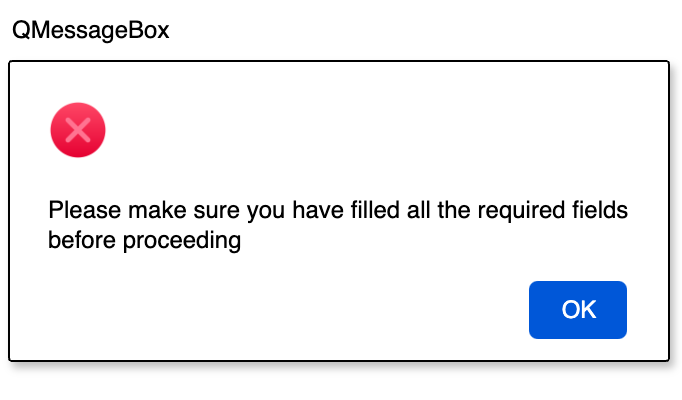 QMessageBox
Please make sure you have filled all the required fields
before proceeding
OK